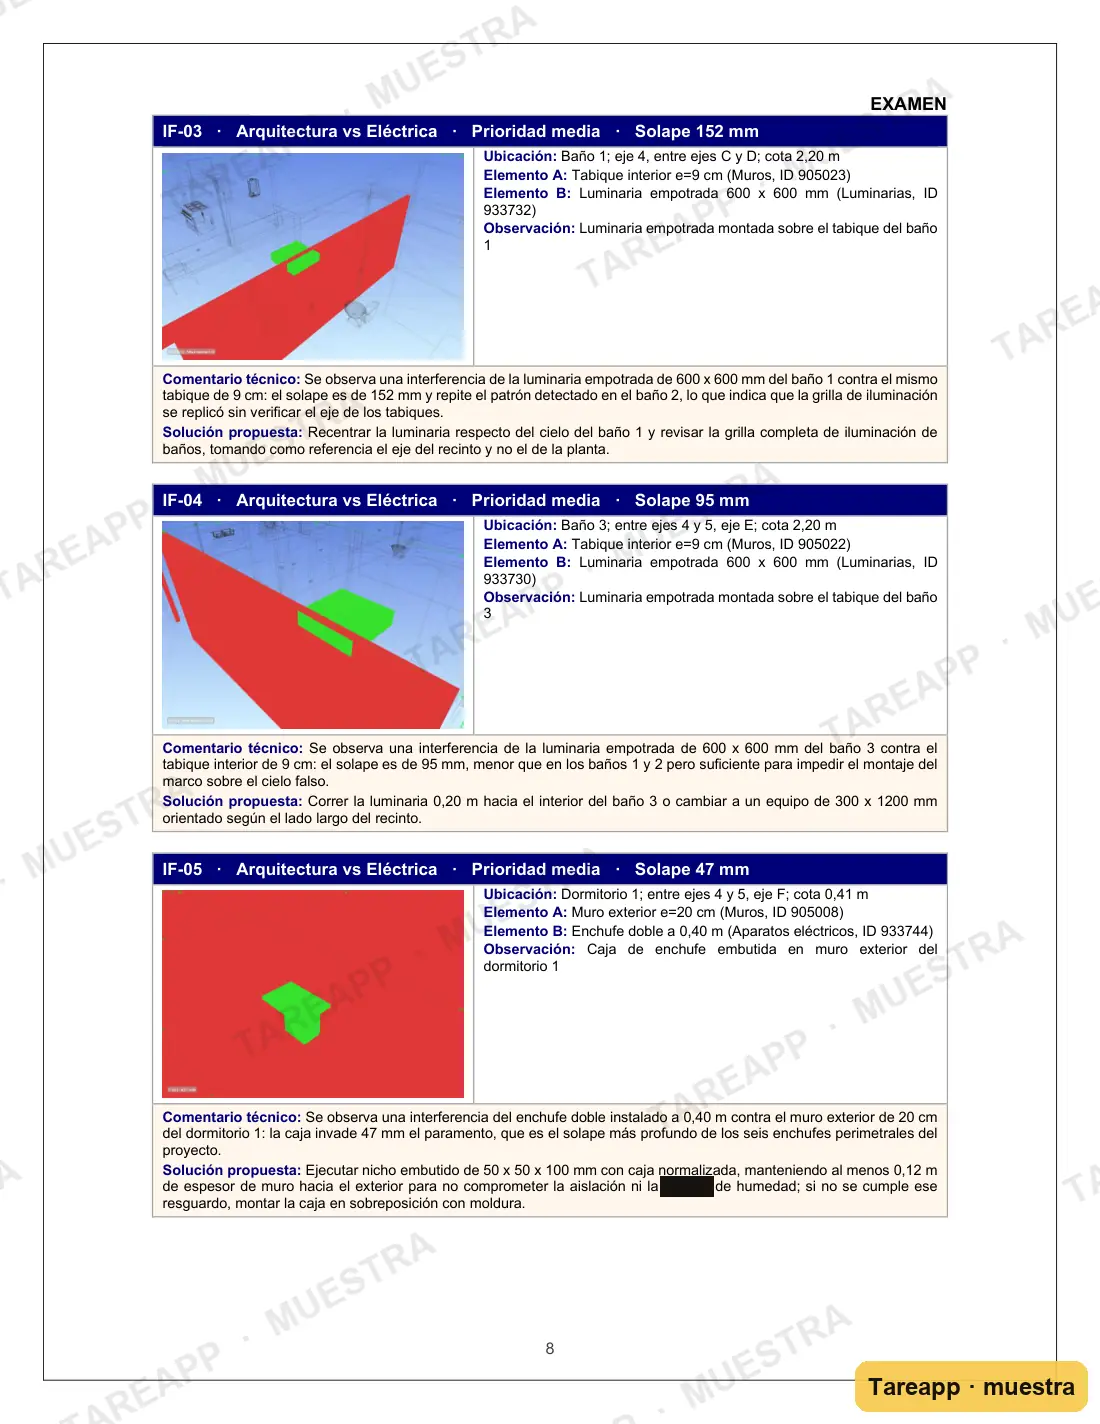 EXAMEN
IF-03 · Arquitectura vs Eléctrica · Prioridad media · Solape 152 mm
Ubicación: Baño 1; eje 4, entre ejes C y D; cota 2,20 m
Elemento A: Tabique interior e=9 cm (Muros, ID 905023)
Elemento B: Luminaria empotrada 600 x 600 mm (Luminarias, ID
933732)
Observación: Luminaria empotrada montada sobre el tabique del baño
1
Comentario técnico: Se observa una interferencia de la luminaria empotrada de 600 x 600 mm del baño 1 contra el mismo
tabique de 9 cm: el solape es de 152 mm y repite el patrón detectado en el baño 2, lo que indica que la grilla de iluminación
se replicó sin verificar el eje de los tabiques.
Solución propuesta: Recentrar la luminaria respecto del cielo del baño 1 y revisar la grilla completa de iluminación de
baños, tomando como referencia el eje del recinto y no el de la planta.
IF-04 · Arquitectura vs Eléctrica · Prioridad media · Solape 95 mm
Ubicación: Baño 3; entre ejes 4 y 5, eje E; cota 2,20 m
Elemento A: Tabique interior e=9 cm (Muros, ID 905022)
Elemento B: Luminaria empotrada 600 x 600 mm (Luminarias, ID
933730)
Observación: Luminaria empotrada montada sobre el tabique del baño
3
Comentario técnico: Se observa una interferencia de la luminaria empotrada de 600 x 600 mm del baño 3 contra el
tabique interior de 9 cm: el solape es de 95 mm, menor que en los baños 1 y 2 pero suficiente para impedir el montaje del
marco sobre el cielo falso.
Solución propuesta: Correr la luminaria 0,20 m hacia el interior del baño 3 o cambiar a un equipo de 300 x 1200 mm
orientado según el lado largo del recinto.
IF-05 · Arquitectura vs Eléctrica · Prioridad media · Solape 47 mm
Ubicación: Dormitorio 1; entre ejes 4 y 5, eje F; cota 0,41 m
Elemento A: Muro exterior e=20 cm (Muros, ID 905008)
Elemento B: Enchufe doble a 0,40 m (Aparatos eléctricos, ID 933744)
Observación: Caja de enchufe embutida en muro exterior del
dormitorio 1
Comentario técnico: Se observa una interferencia del enchufe doble instalado a 0,40 m contra el muro exterior de 20 cm
del dormitorio 1: la caja invade 47 mm el paramento, que es el solape más profundo de los seis enchufes perimetrales del
proyecto.
Solución propuesta: Ejecutar nicho embutido de 50 x 50 x 100 mm con caja normalizada, manteniendo al menos 0,12 m
de espesor de muro hacia el exterior para no comprometer la aislación ni la de humedad; si no se cumple ese
resguardo, montar la caja en sobreposición con moldura.
8
Tareapp · muestra
TAREAPP · MUESTRA